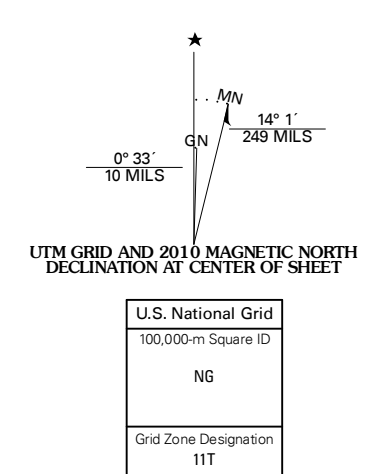 ★
MN
14° 1´
249 MILS
GN
0° 33´
10 MILS
UTM GRID AND 2010 MAGNETIC NORTH
DECLINATION AT CENTER OF SHEET
U.S. National Grid
100,000-m Square ID
NG
Grid Zone Designation
11T